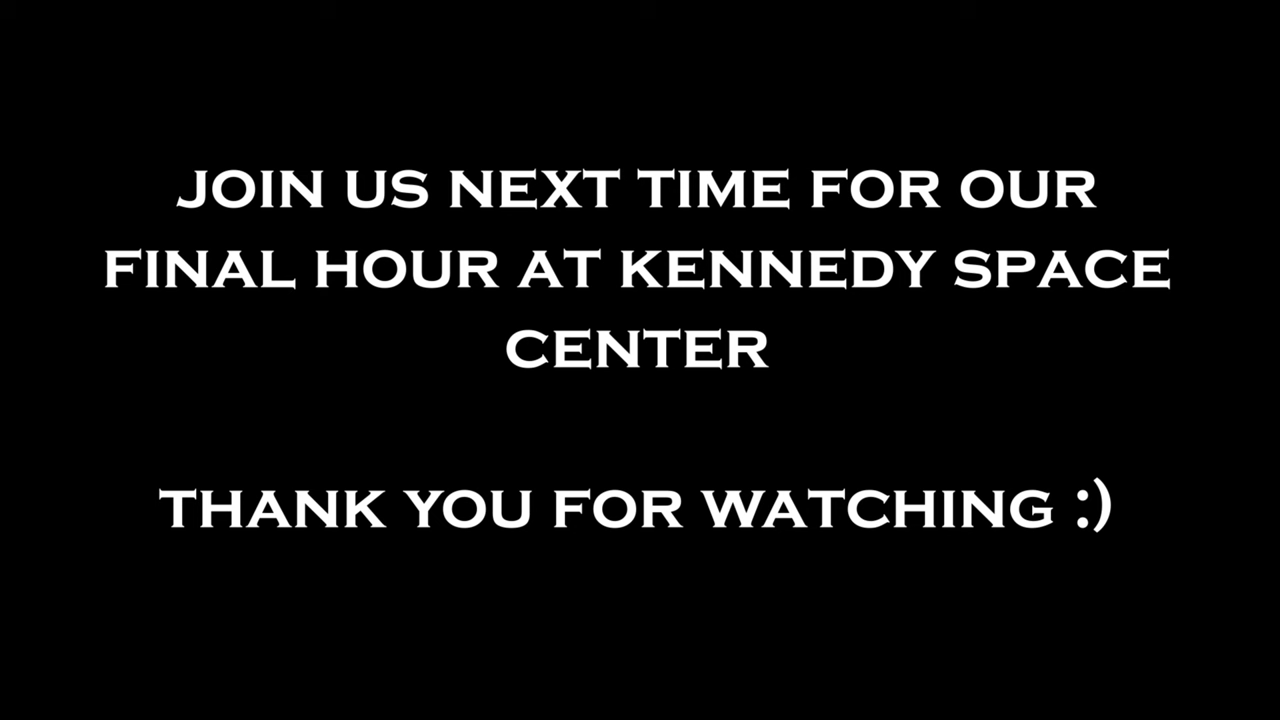 JOIN US NEXT TIME FOR OUR
FINAL HOUR AT KENNEDY SPACE
CENTER
THANK YOU FOR WATCHING :)